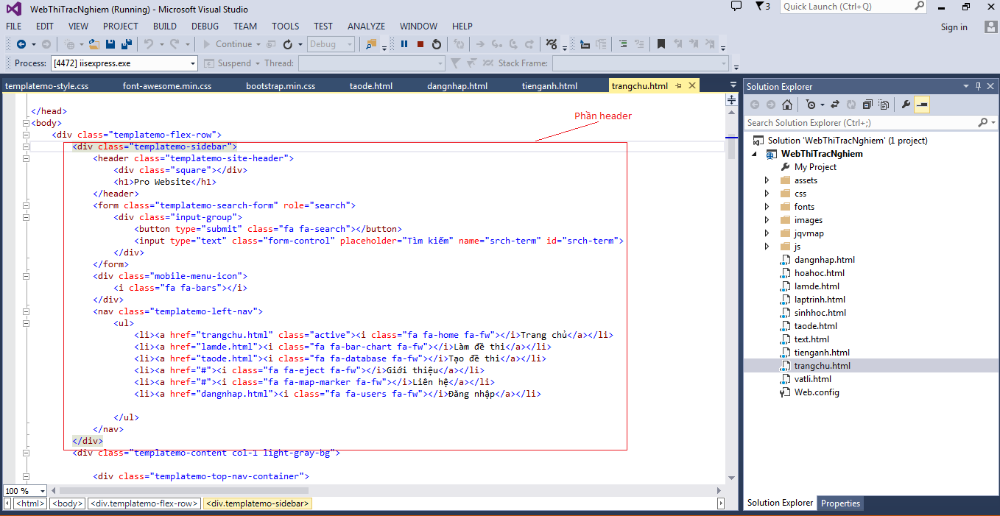 WebThiTracNghiem (Running) - Microsoft Visual Studio
3
Quick Launch (Ctrl+Q)
FILE EDIT VIEW PROJECT BUILD DEBUG TEAM TOOLS TEST ANALYZE WINDOW HELP
Sign in
Continue
Debug
Process: [4472] iisexpress.exe
Suspend Thread:
Stack Frame:
templatemo-style.css font-awesome.min.css bootstrap.min.css taode.html dangnhap.html tienganh.html trangchu.html
Phần header
</head>
<body>
<div class="templatemo-flex-row">
<div class="templatemo-sidebar">
<header class="templatemo-site-header">
<div class="square"></div>
<h1>Pro Website</h1>
</header>
<form class="templatemo-search-form" role="search">
<div class="input-group">
<button type="submit" class="fa fa-search"></button>
<input type="text" class="form-control" placeholder="Tìm kiếm" name="srch-term" id="srch-term">
</div>
</form>
<div class="mobile-menu-icon">
<i class="fa fa-bars"></i>
</div>
<nav class="templatemo-left-nav">
<ul>
<li><a href="trangchu.html" class="active"><i class="fa fa-home fa-fw"></i>Trang chủ</a></li>
<li><a href="lamde.html"><i class="fa fa-bar-chart fa-fw"></i>Làm đề thi</a></li>
<li><a href="taode.html"><i class="fa fa-database fa-fw"></i>Tạo đề thi</a></li>
<li><a href="#"><i class="fa fa-eject fa-fw"></i>Giới thiệu</a></li>
<li><a href="#"><i class="fa fa-map-marker fa-fw"></i>Liên hệ</a></li>
<li><a href="dangnhap.html"><i class="fa fa-users fa-fw"></i>Đăng nhập</a></li>
</ul>
</nav>
</div>
<div class="templatemo-content col-1 light-gray-bg">
<div class="templatemo-top-nav-container">
100 %
<html> <body> <div.templatemo-flex-row> <div.templatemo-sidebar>
Solution Explorer
Search Solution Explorer (Ctrl+;)
Solution 'WebThiTracNghiem' (1 project)
WebThiTracNghiem
My Project
assets
css
fonts
images
jqvmap
js
dangnhap.html
hoahoc.html
lamde.html
laptrinh.html
sinhhoc.html
taode.html
text.html
tienganh.html
trangchu.html
vatli.html
Web.config
Solution Explorer Properties